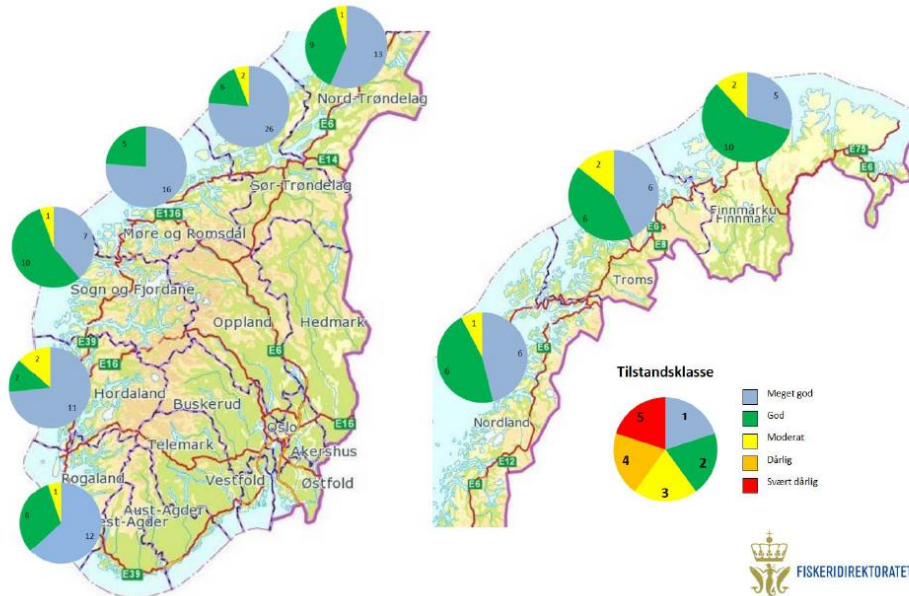 1
9
13
Nord-Trøndelag
2
6
26
E6
E14
Sør-Trøndelag
5
16
E136
Møre og Romsdal
1
7
10
Sogn og Fjordane
Oppland
Hedmark
E39
E16
E6
2
2
11
Hordaland
Buskerud
Oslo
E16
Telemark
Akershus
Rogaland
Vestfold
Østfold
1
6
12
Aust-Agder
est-Agder
E39
2
5
10
E75
E6
2
6
6
Finnmárku
Finnmark
E6
E8
Troms
1
6
6
E6
Nordland
E12
E6
Tilstandsklasse
1
2
3
4
5
Meget god
God
Moderat
Dårlig
Svært dårlig
FISKERIDIREKTORATET